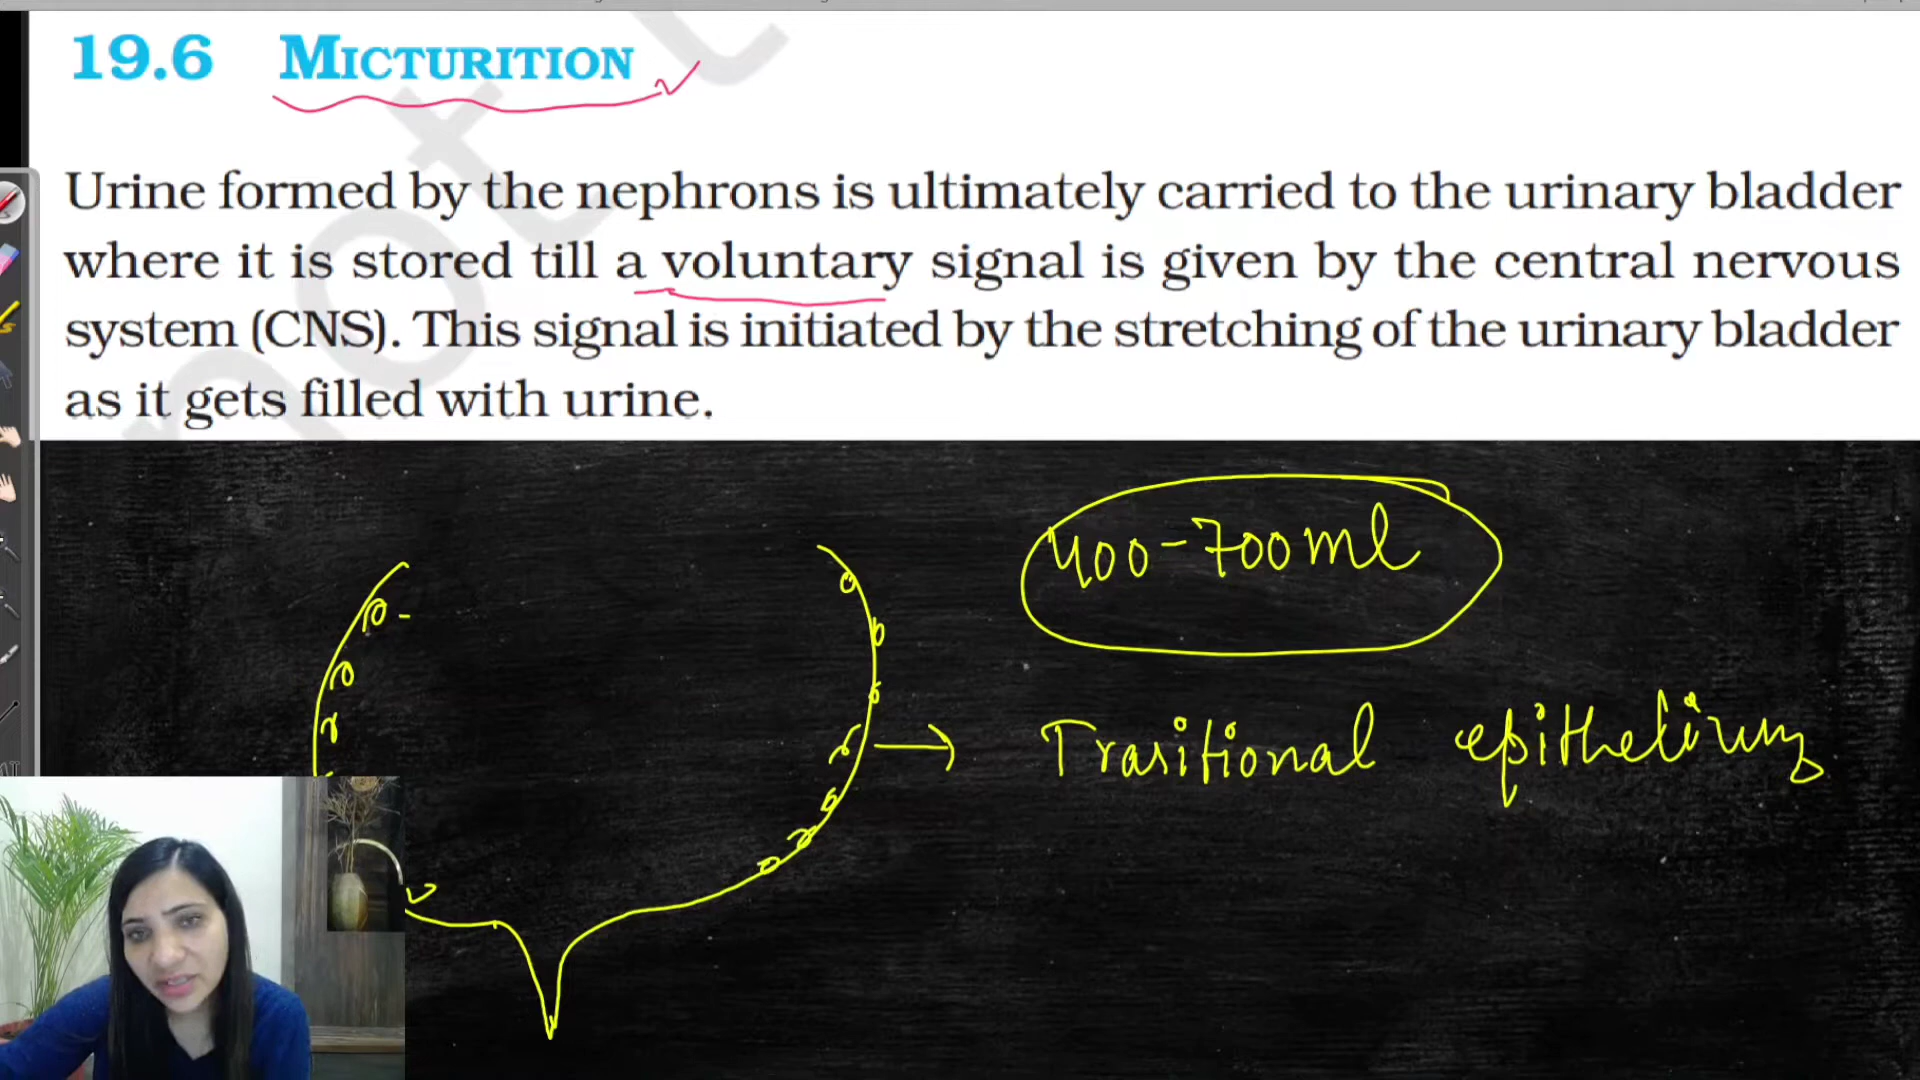 19.6 MICTURITION
Urine formed by the nephrons is ultimately carried to the urinary bladder
where it is stored till a voluntary signal is given by the central nervous
system (CNS). This signal is initiated by the stretching of the urinary bladder
as it gets filled with urine.
400-700ml
Trasitional epithelium
not t